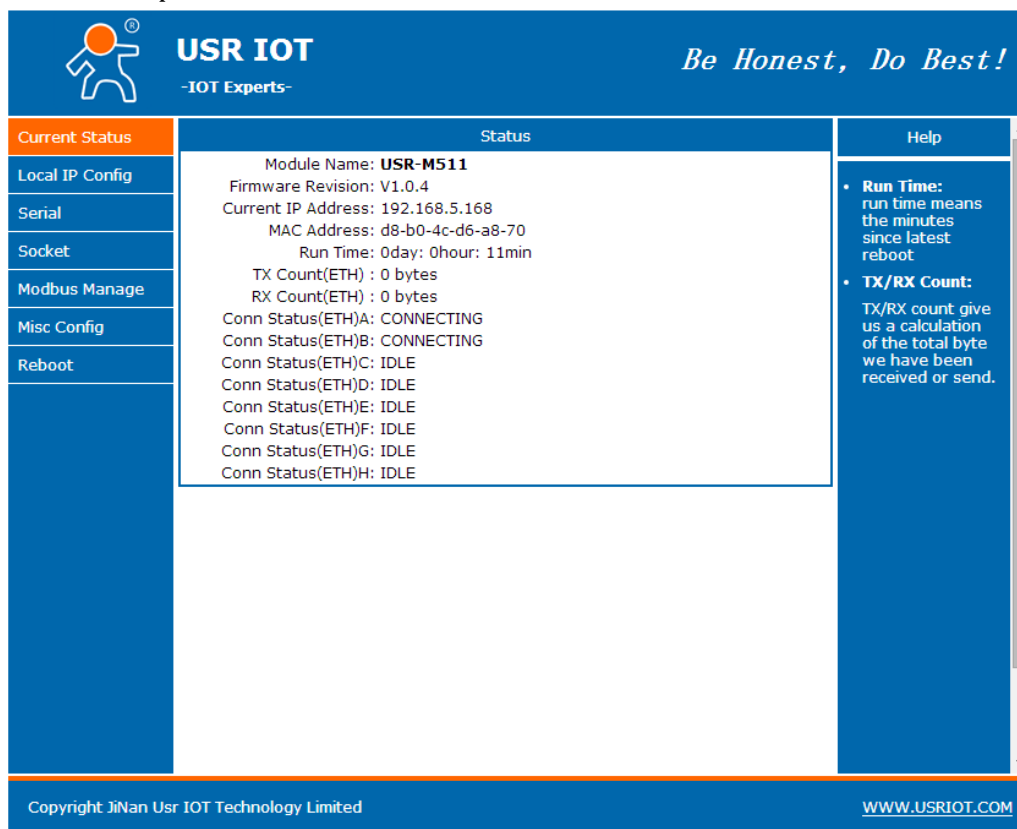 ®
USR IOT
-IOT Experts-
Be Honest, Do Best!
Current Status
Local IP Config
Serial
Socket
Modbus Manage
Misc Config
Reboot
Status
Module Name: USR-M511
Firmware Revision: V1.0.4
Current IP Address: 192.168.5.168
MAC Address: d8-b0-4c-d6-a8-70
Run Time: 0day: 0hour: 11min
TX Count(ETH) : 0 bytes
RX Count(ETH) : 0 bytes
Conn Status(ETH)A: CONNECTING
Conn Status(ETH)B: CONNECTING
Conn Status(ETH)C: IDLE
Conn Status(ETH)D: IDLE
Conn Status(ETH)E: IDLE
Conn Status(ETH)F: IDLE
Conn Status(ETH)G: IDLE
Conn Status(ETH)H: IDLE
Help
• Run Time:
run time means
the minutes
since latest
reboot
• TX/RX Count:
TX/RX count give
us a calculation
of the total byte
we have been
received or send.
Copyright JiNan Usr IOT Technology Limited
WWW.USRIOT.COM